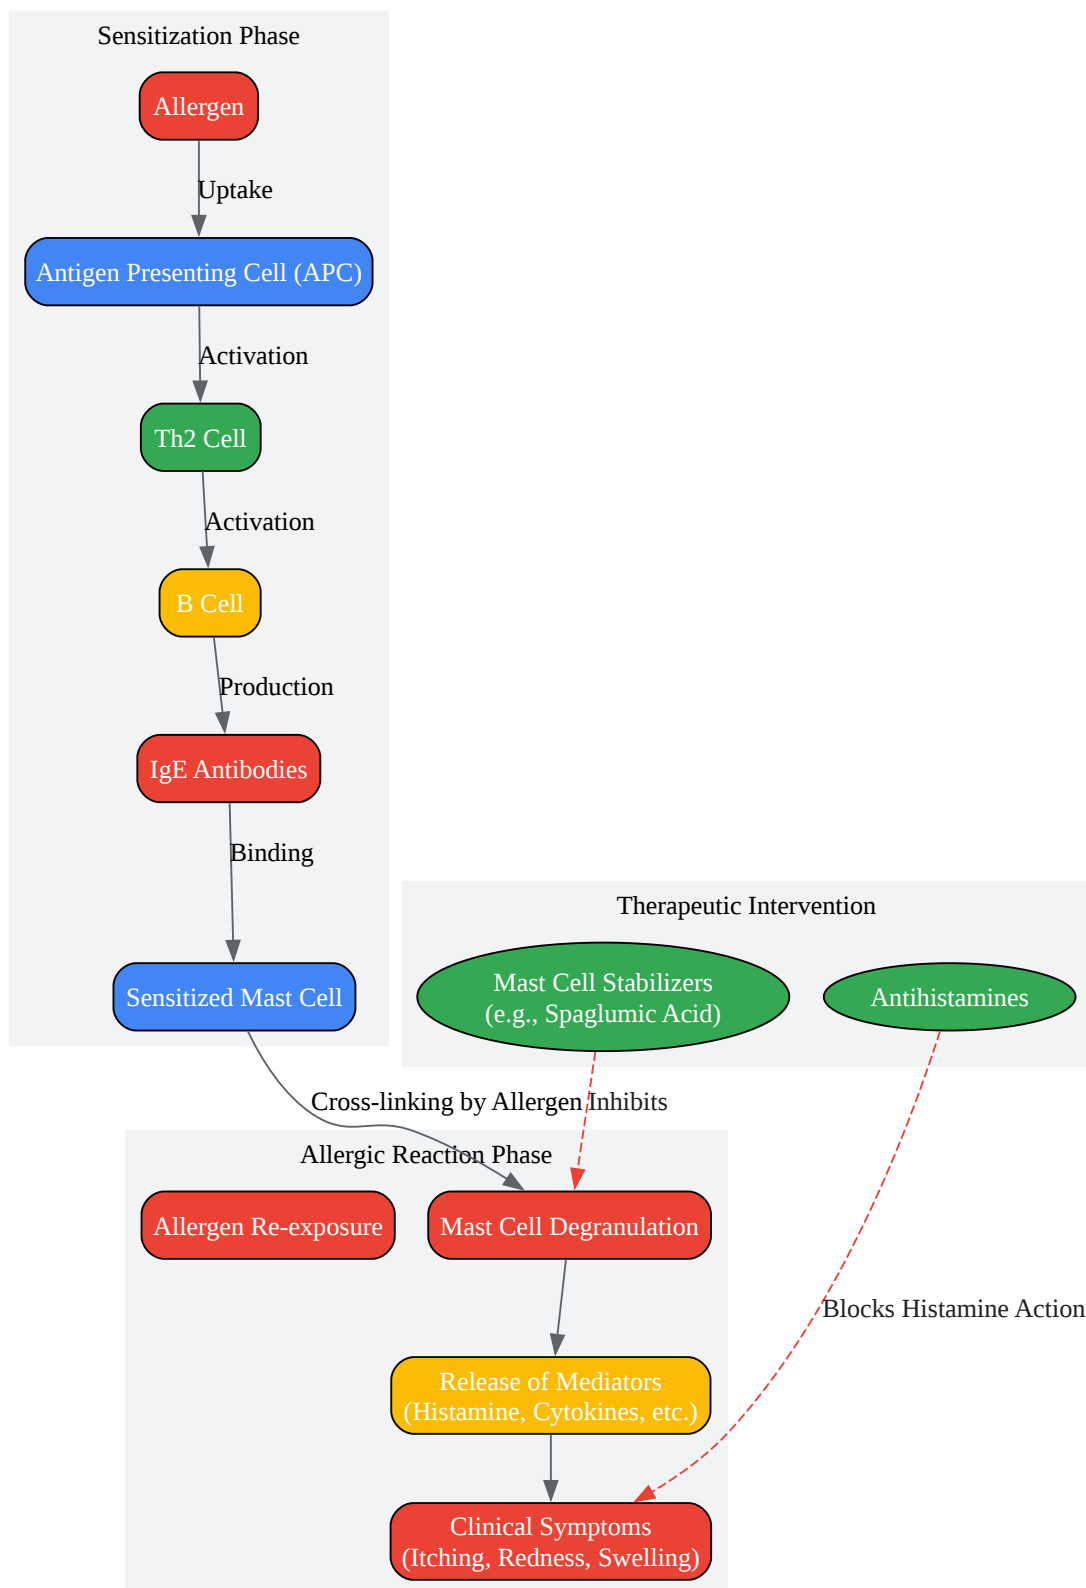 Sensitization Phase
Allergen
Uptake
Antigen Presenting Cell (APC)
Activation
Th2 Cell
Activation
B Cell
Production
IgE Antibodies
Binding
Sensitized Mast Cell
Therapeutic Intervention
Mast Cell Stabilizers
(e.g., Spaglumic Acid)
Antihistamines
Cross-linking by Allergen
Inhibits
Allergic Reaction Phase
Allergen Re-exposure
Mast Cell Degranulation
Blocks Histamine Action
Release of Mediators
(Histamine, Cytokines, etc.)
Clinical Symptoms
(Itching, Redness, Swelling)